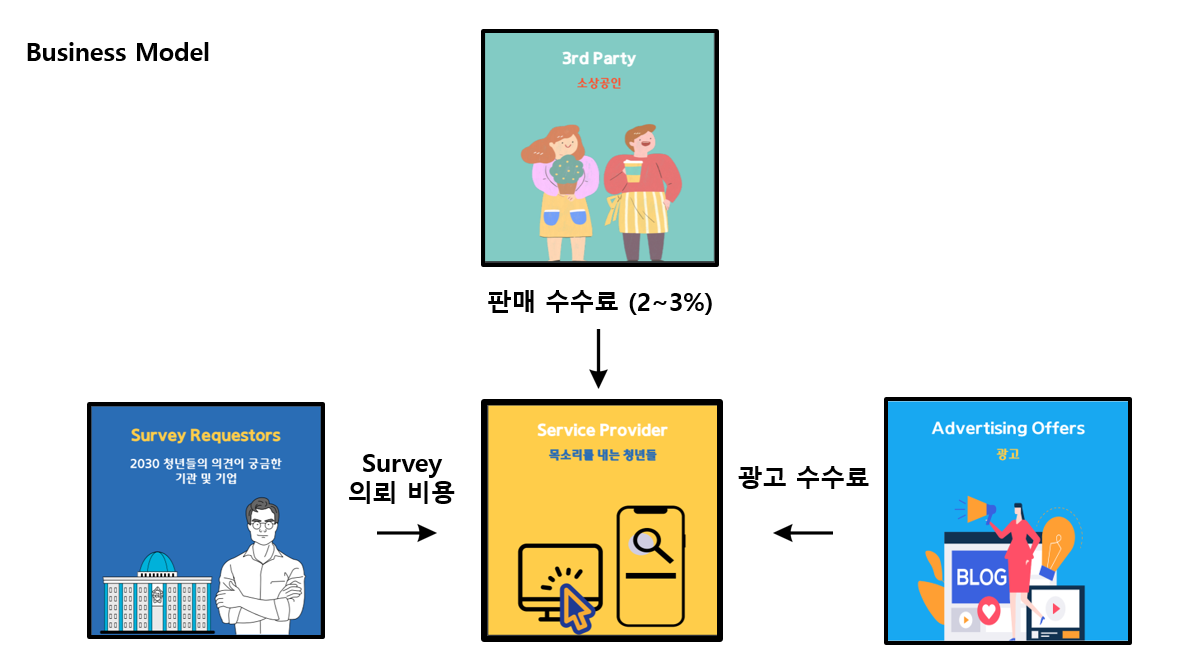 Business Model
3rd Party
소상공인
판매 수수료 (2~3%)
Survey Requestors
2030 청년들의 의견이 궁금한
기관 및 기업
Survey
의뢰 비용
Service Provider
목소리를 내는 청년들
광고 수수료
Advertising Offers
광고
BLOG